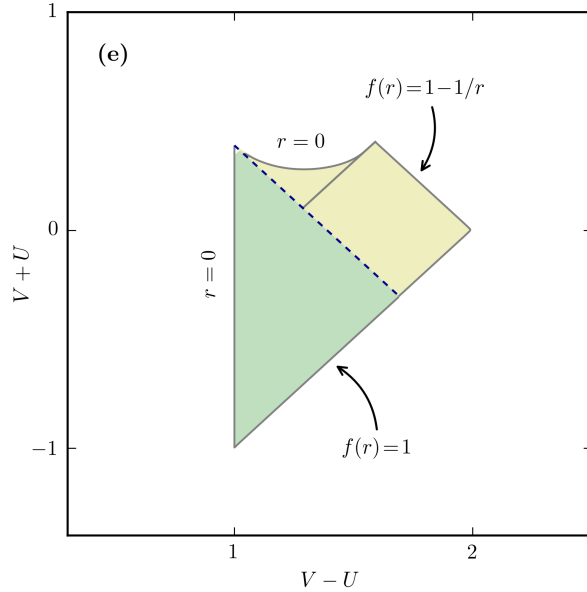 1
(e)
f(r)=1−1/r
r = 0
0
V + U
r = 0
−1
f(r)=1
1
2
V − U